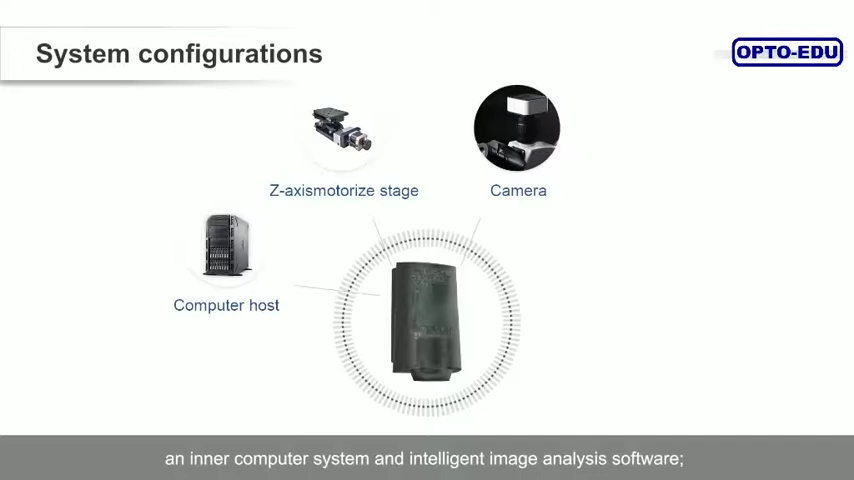 System configurations
OPTO-EDU
Z-axismotorize stage
Camera
Computer host
an inner computer system and intelligent image analysis software;